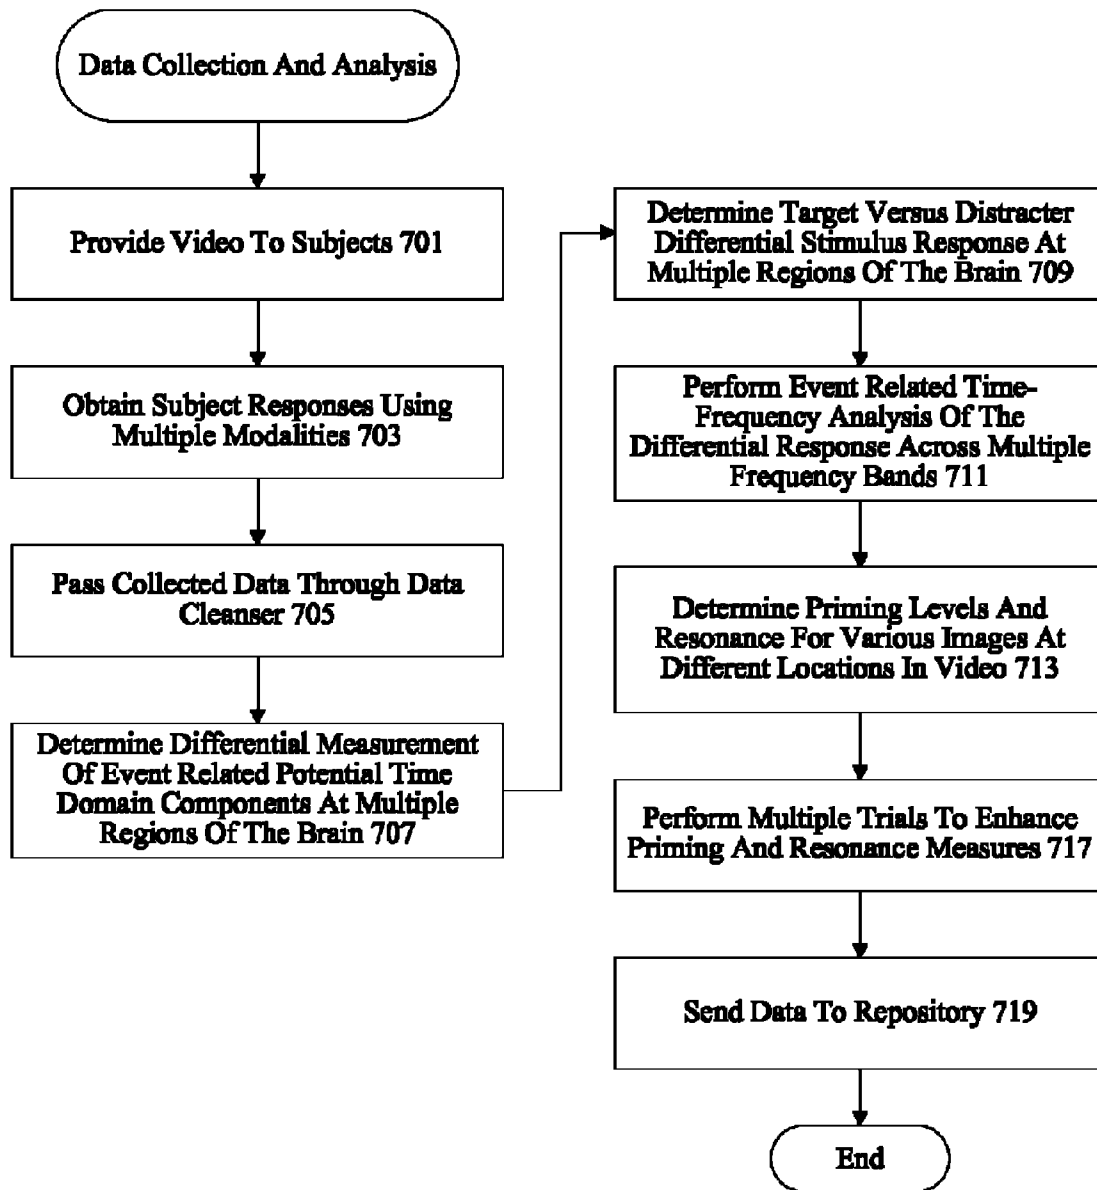 Data Collection And Analysis
Provide Video To Subjects 701
Obtain Subject Responses Using
Multiple Modalities 703
Pass Collected Data Through Data
Cleanser 705
Determine Differential Measurement
Of Event Related Potential Time
Domain Components At Multiple
Regions Of The Brain 707
Determine Target Versus Distracter
Differential Stimulus Response At
Multiple Regions Of The Brain 709
Perform Event Related Time-
Frequency Analysis Of The
Differential Response Across Multiple
Frequency Bands 711
Determine Priming Levels And
Resonance For Various Images At
Different Locations In Video 713
Perform Multiple Trials To Enhance
Priming And Resonance Measures 717
Send Data To Repository 719
End